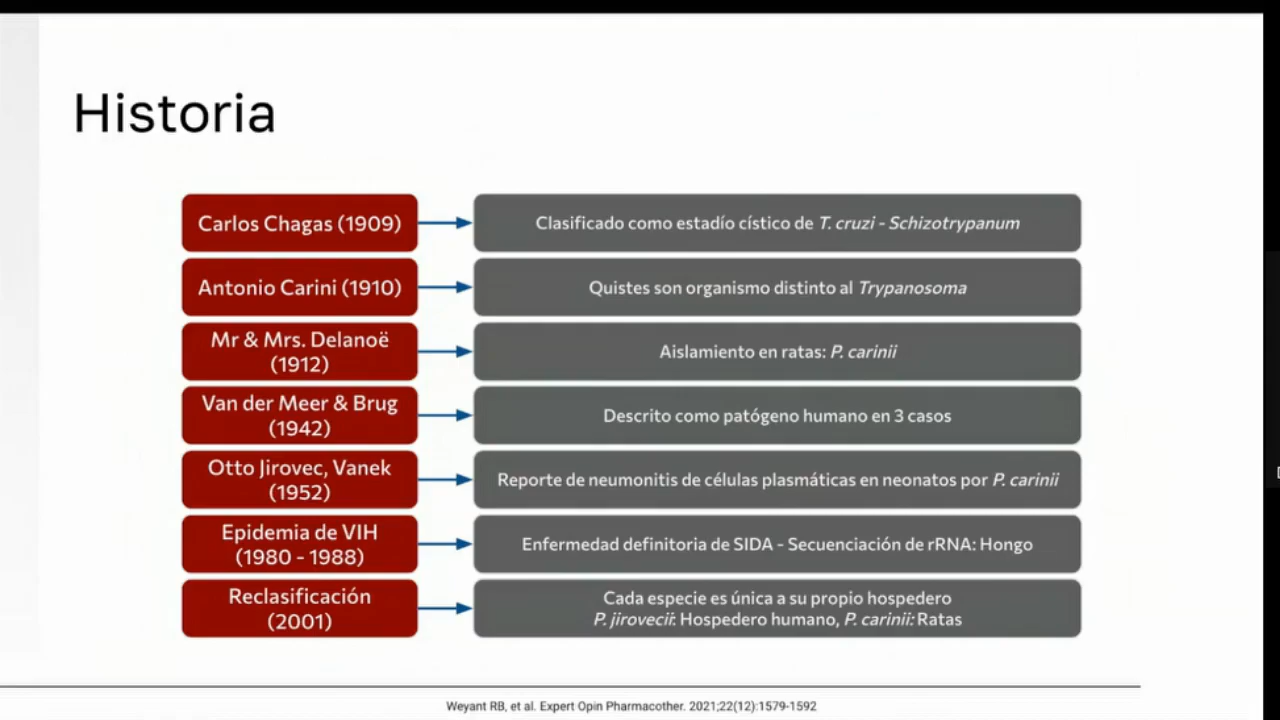 Historia
Carlos Chagas (1909)
Clasificado como estadío cístico de T. cruzi - Schizotrypanum
Antonio Carini (1910)
Quistes son organismo distinto al Trypanosoma
Mr & Mrs. Delanoë
(1912)
Aislamiento en ratas: P. carinii
Van der Meer & Brug
(1942)
Descrito como patógeno humano en 3 casos
Otto Jirovec, Vanek
(1952)
Reporte de neumonitis de células plasmáticas en neonatos por P. carinii
Epidemia de VIH
(1980 - 1988)
Enfermedad definitoria de SIDA - Secuenciación de rRNA: Hongo
Reclasificación
(2001)
Cada especie es única a su propio hospedero
P. jirovecii: Hospedero humano, P. carinii: Ratas
Weyant RB, et al. Expert Opin Pharmacother. 2021;22(12):1579-1592